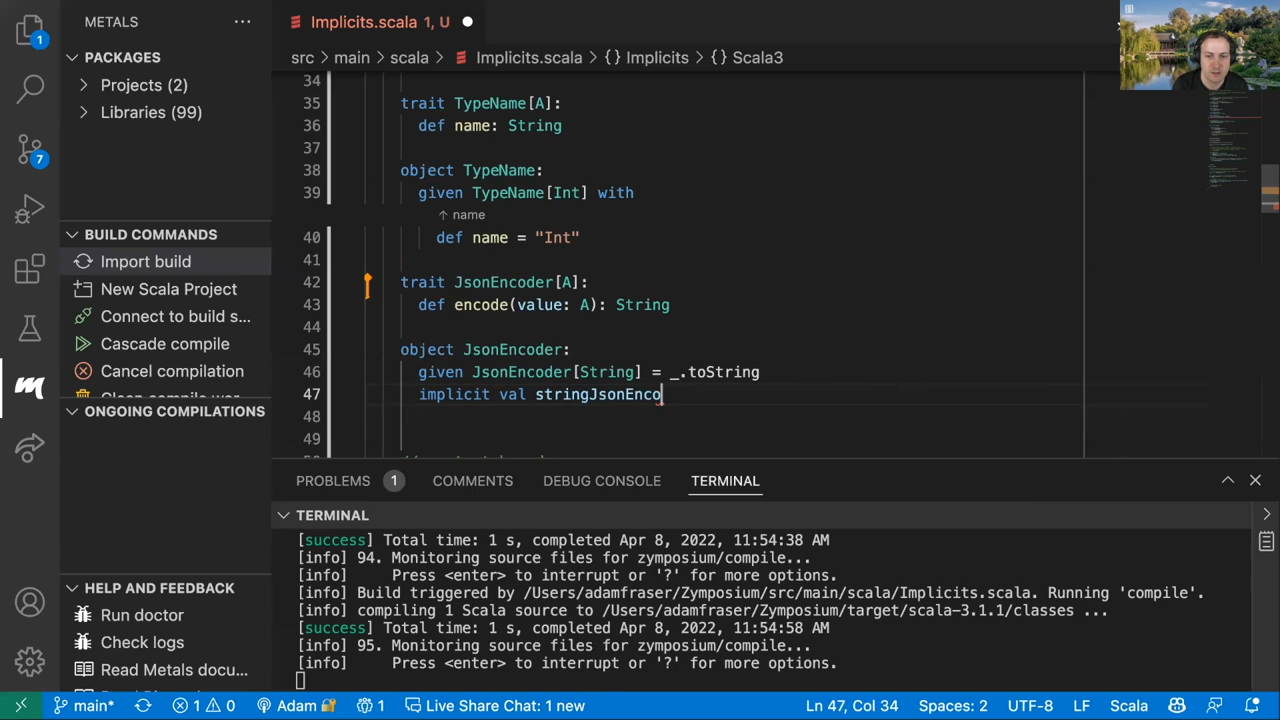 METALS
PACKAGES
Projects (2)
Libraries (99)
BUILD COMMANDS
Import build
New Scala Project
Connect to build s...
Cascade compile
Cancel compilation
ONGOING COMPILATIONS
HELP AND FEEDBACK
Run doctor
Check logs
Read Metals docu...
1
7
Implicits.scala 1, U
src > main > scala > Implicits.scala > {} Implicits > {} Scala3
34
35 trait TypeName[A]:
36 def name: String
37
38 object TypeName:
39 given TypeName[Int] with
↑ name
40 def name = "Int"
41
42 trait JsonEncoder[A]:
43 def encode(value: A): String
44
45 object JsonEncoder:
46 given JsonEncoder[String] = _.toString
47 implicit val stringJsonEnco
48
49
PROBLEMS 1 COMMENTS DEBUG CONSOLE TERMINAL
TERMINAL
[success] Total time: 1 s, completed Apr 8, 2022, 11:54:38 AM
[info] 94. Monitoring source files for zymposium/compile...
[info] Press <enter> to interrupt or '?' for more options.
[info] Build triggered by /Users/adamfraser/Zymposium/src/main/scala/Implicits.scala. Running 'compile'.
[info] compiling 1 Scala source to /Users/adamfraser/Zymposium/target/scala-3.1.1/classes ...
[success] Total time: 1 s, completed Apr 8, 2022, 11:54:58 AM
[info] 95. Monitoring source files for zymposium/compile...
[info] Press <enter> to interrupt or '?' for more options.
main* 1 0 Adam 1 Live Share Chat: 1 new Ln 47, Col 34 Spaces: 2 UTF-8 LF Scala